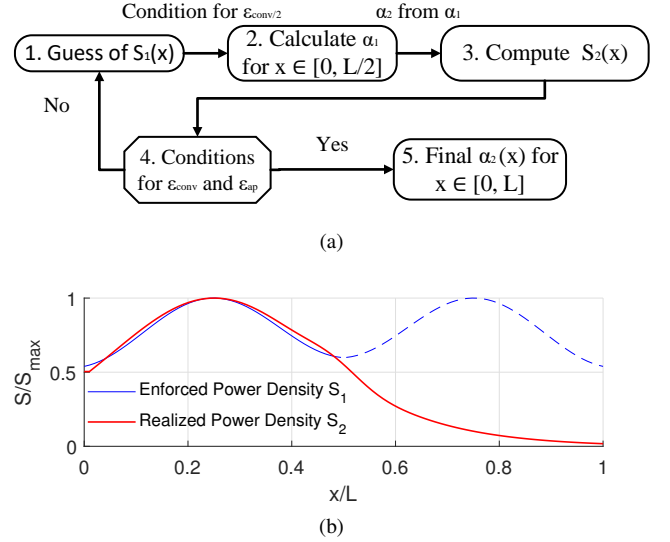 Condition for εconv/2
α2 from α1
1. Guess of S1(x)
2. Calculate α1
for x ∈ [0, L/2]
3. Compute S2(x)
No
4. Conditions
for εconv and εap
Yes
5. Final α2(x) for
x ∈ [0, L]
(a)
1
0.5
0
S/Smax
Enforced Power Density S1
Realized Power Density S2
0
0.2
0.4
0.6
0.8
1
x/L
(b)